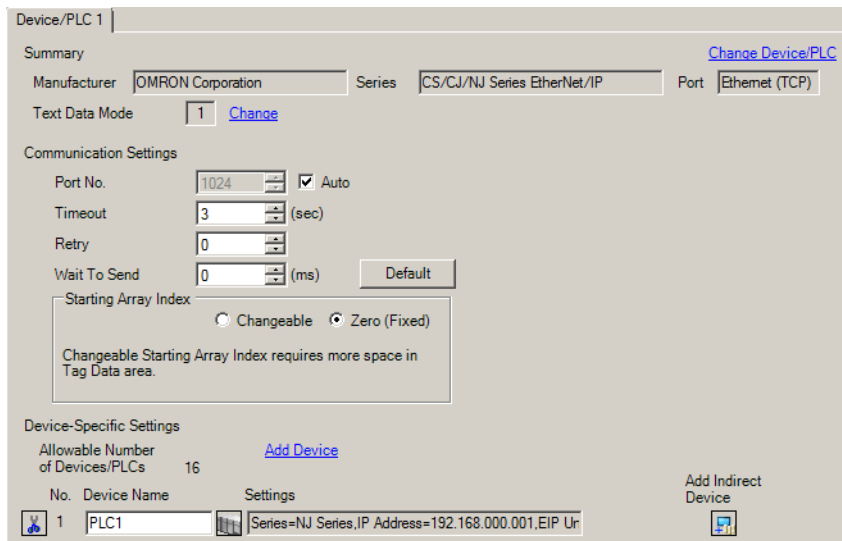 Device/PLC 1
Summary
Change Device/PLC
Manufacturer OMRON Corporation Series CS/CJ/NJ Series EtherNet/IP Port Ethernet (TCP)
Text Data Mode 1 Change
Communication Settings
Port No. 1024 Auto
Timeout 3 (sec)
Retry 0
Wait To Send 0 (ms) Default
Starting Array Index
Changeable Zero (Fixed)
Changeable Starting Array Index requires more space in
Tag Data area.
Device-Specific Settings
Allowable Number
of Devices/PLCs 16
Add Device
Add Indirect
Device
No. Device Name Settings
1 PLC1 Series=NJ Series,IP Address=192.168.000.001,EIP Ur